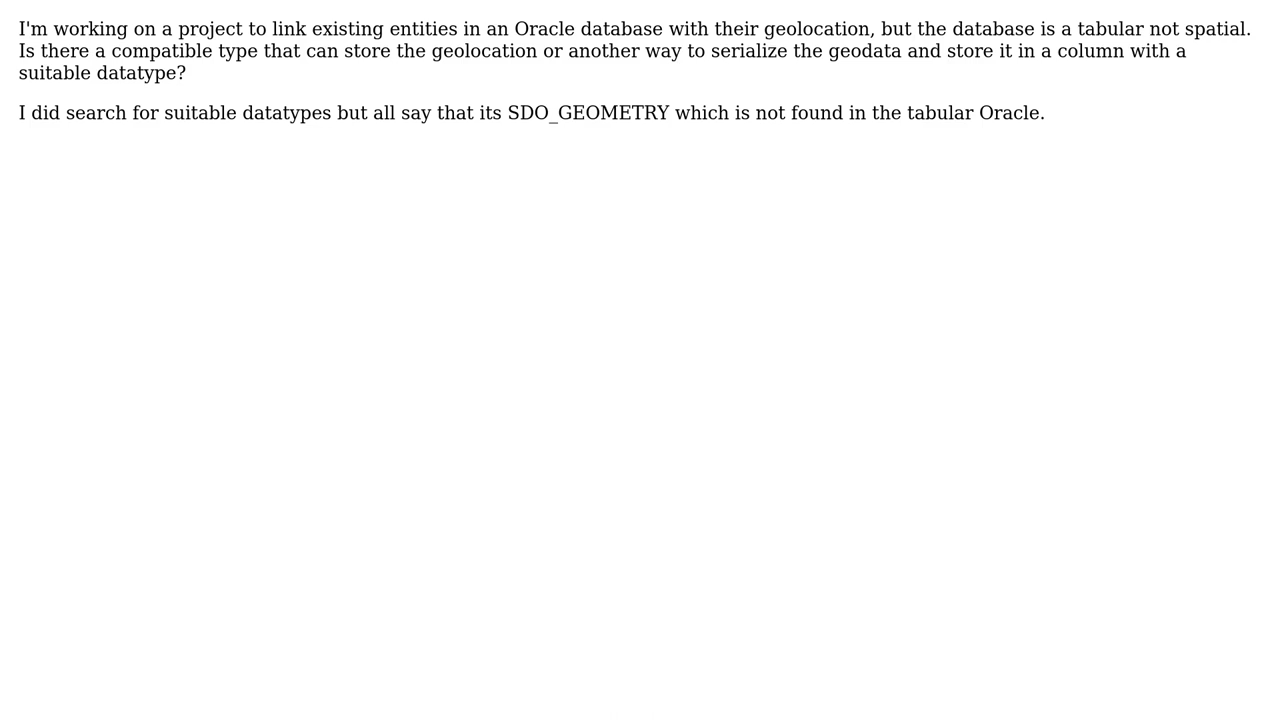 I'm working on a project to link existing entities in an Oracle database with their geolocation, but the database is a tabular not spatial.
Is there a compatible type that can store the geolocation or another way to serialize the geodata and store it in a column with a
suitable datatype?
I did search for suitable datatypes but all say that its SDO_GEOMETRY which is not found in the tabular Oracle.